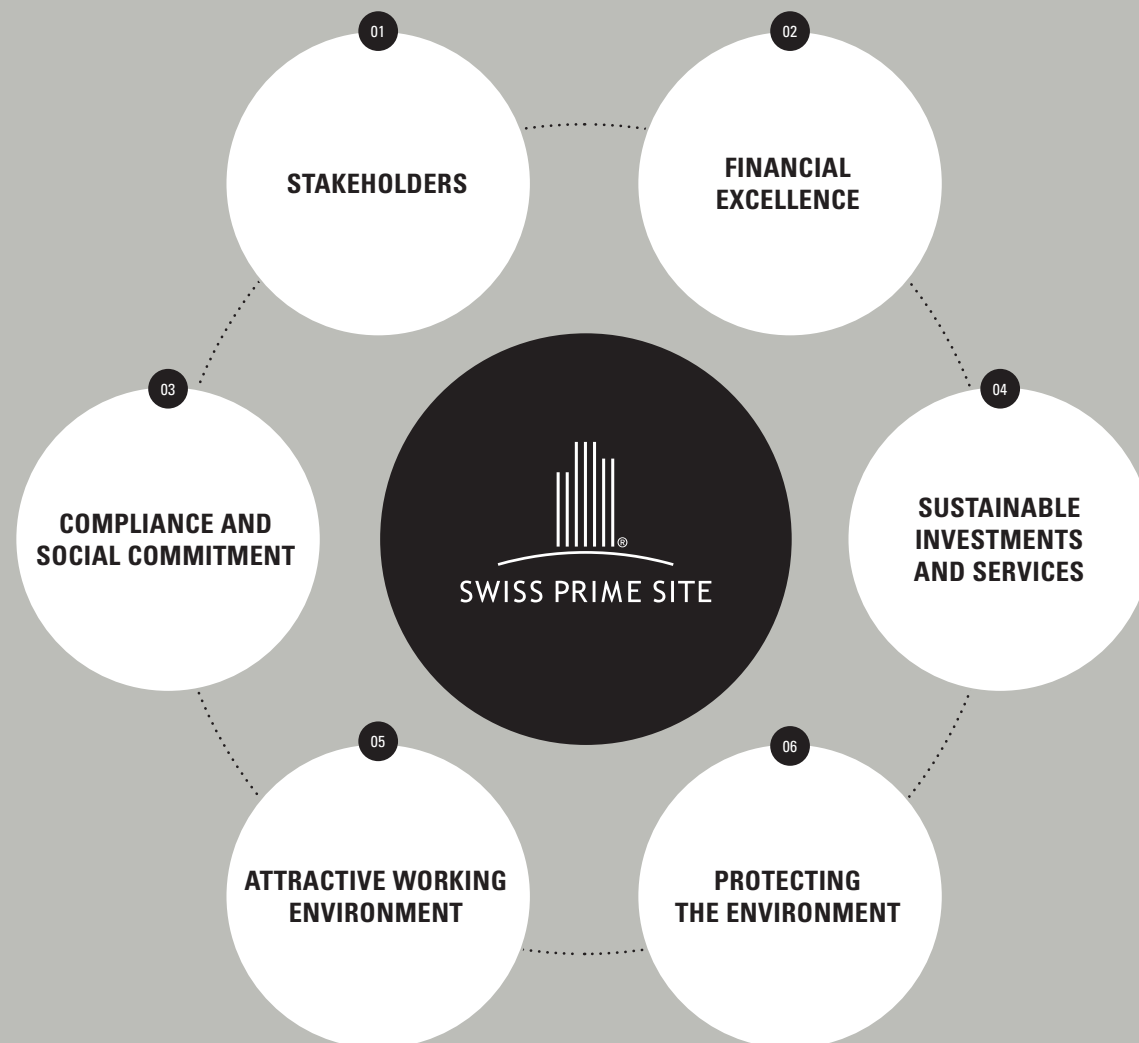 01
STAKEHOLDERS
02
FINANCIAL
EXCELLENCE
03
COMPLIANCE AND
SOCIAL COMMITMENT
®
SWISS PRIME SITE
04
SUSTAINABLE
INVESTMENTS
AND SERVICES
05
ATTRACTIVE WORKING
ENVIRONMENT
06
PROTECTING
THE ENVIRONMENT